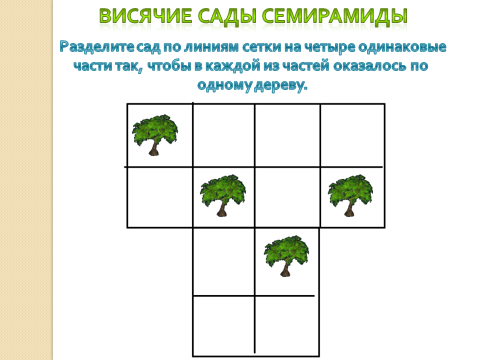 ВИСЯЧИЕ САДЫ СЕМИРАМИДЫ
Разделите сад по линиям сетки на четыре одинаковые
части так, чтобы в каждой из частей оказалось по
одному дереву.